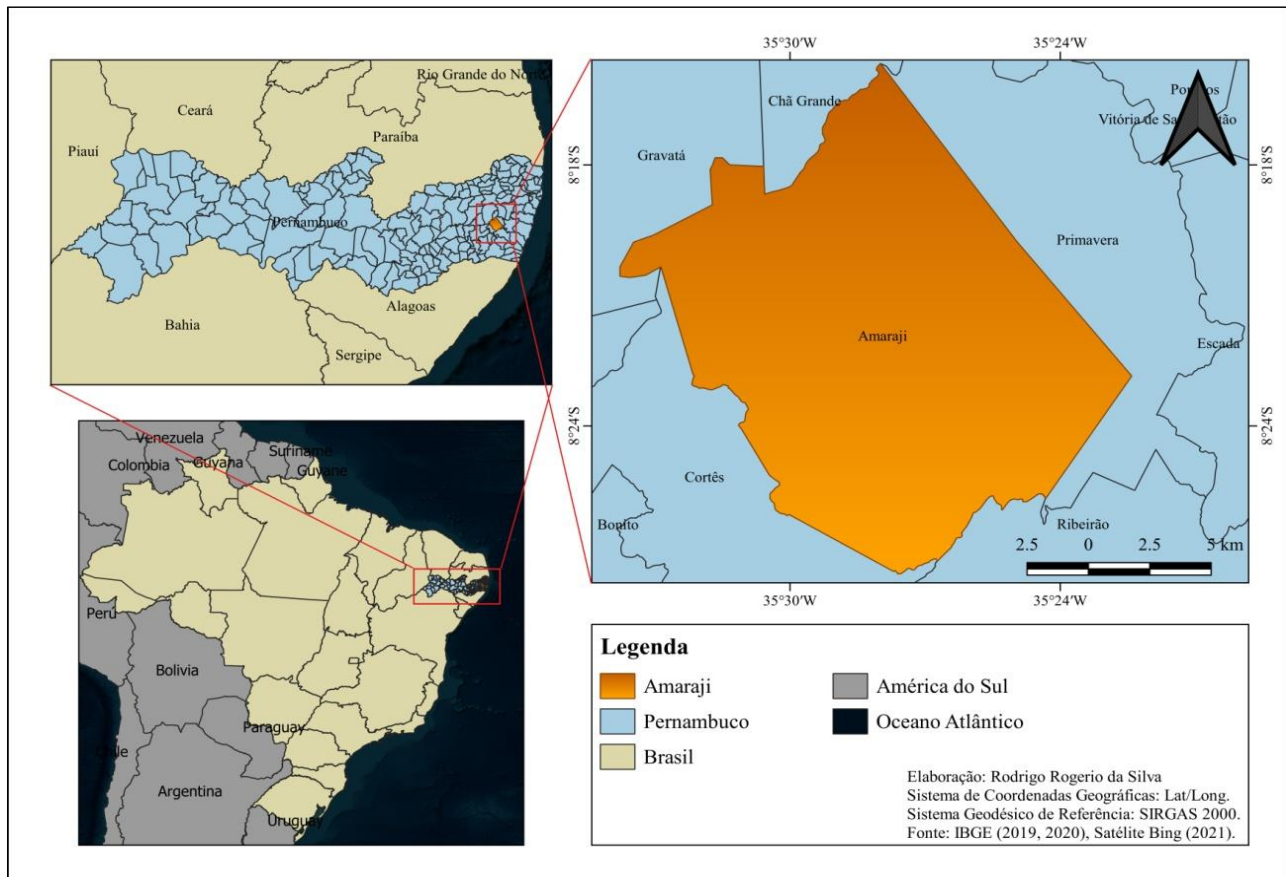 Rio Grande do Norte
Ceará
Paraíba
Piauí
Pernambuco
Alagoas
Bahia
Sergipe
35°30′W
35°24′W
Chã Grande
Vitória de Sa
tão
Gravatá
8°18′S
8°18′S
Primavera
Amaraji
Escada
8°24′S
8°24′S
Cortês
Bonito
Ribeirão
2.5 0 2.5 5 km
35°30′W
35°24′W
Venezuela
Suriname
Colombia
Guyana
Guyane
Perú
Bolivia
Paraguay
Chile
Argentina
Uruguay
Legenda
Amaraji
América do Sul
Pernambuco
Oceano Atlântico
Brasil
Elaboração: Rodrigo Rogerio da Silva
Sistema de Coordenadas Geográficas: Lat/Long.
Sistema Geodésico de Referência: SIRGAS 2000.
Fonte: IBGE (2019, 2020), Satélite Bing (2021).